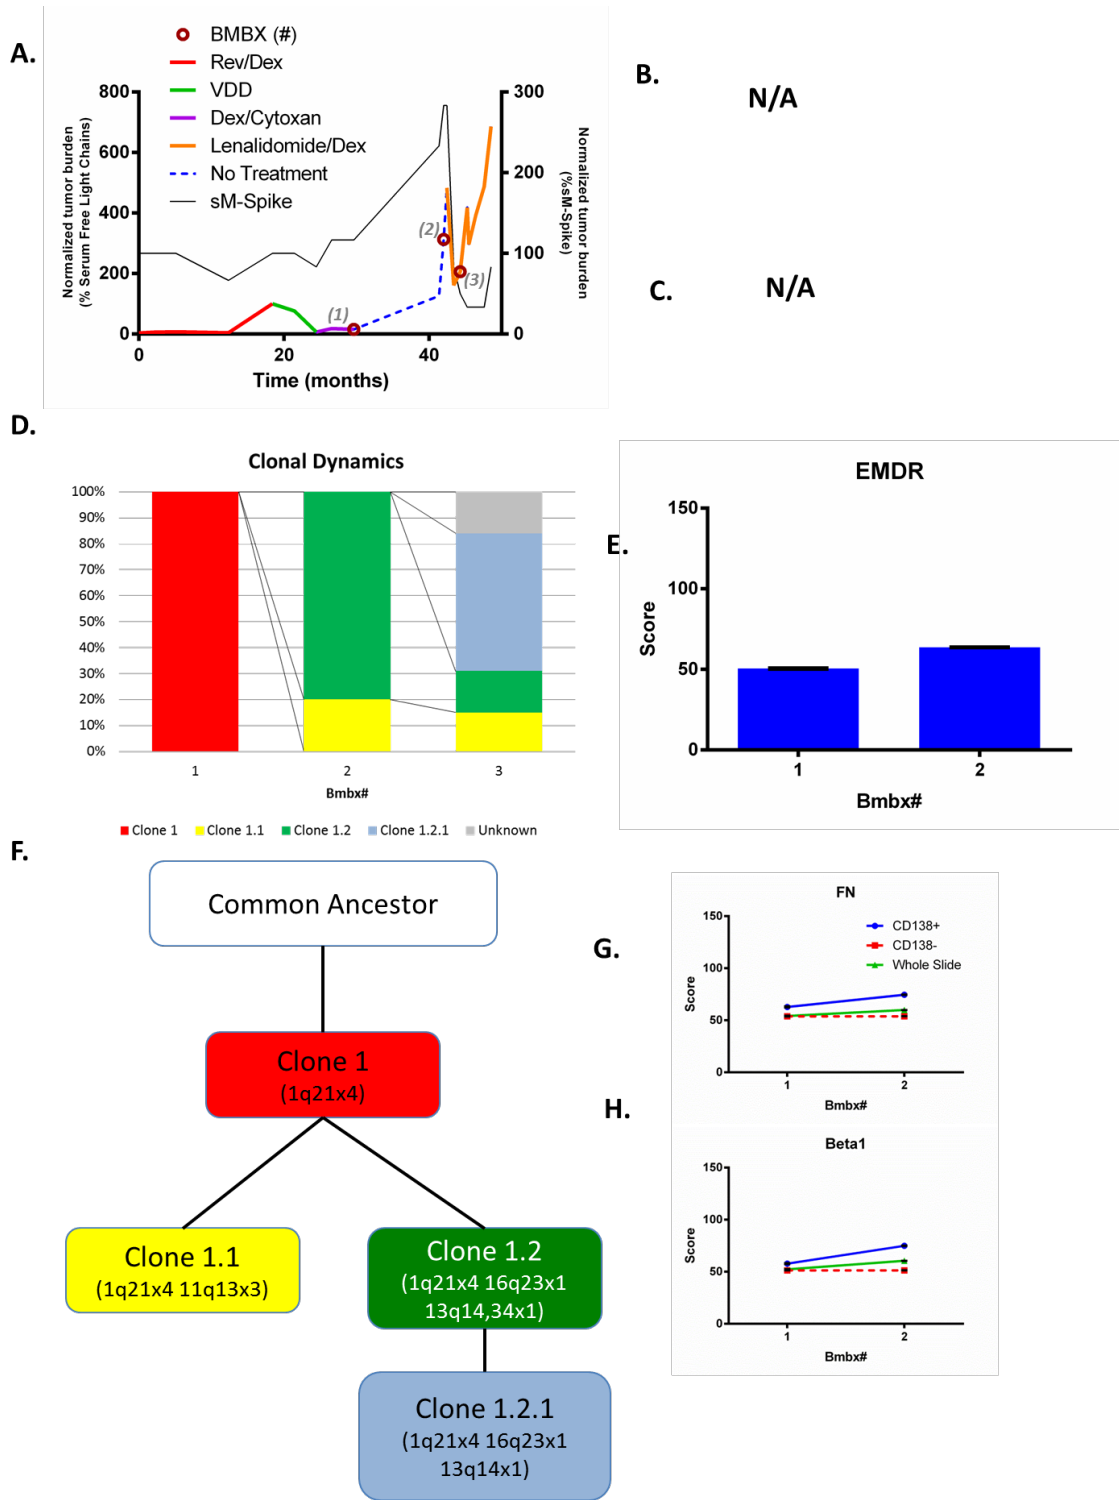 A.
BMBX (#)
Rev/Dex
VDD
Dex/Cytoxan
Lenalidomide/Dex
No Treatment
sM-Spike
800
600
400
200
0
300
200
100
0
Normalized tumor burden
(% Serum Free Light Chains)
Normalized tumor burden
(%sM-Spike)
(1)
(2)
(3)
0
20
40
Time (months)
B.
N/A
C.
N/A
D.
Clonal Dynamics
100%
90%
80%
70%
60%
50%
40%
30%
20%
10%
0%
1
2
3
Bmbx#
Clone 1
Clone 1.1
Clone 1.2
Clone 1.2.1
Unknown
E.
EMDR
150
100
50
0
Score
1
2
Bmbx#
F.
Common Ancestor
Clone 1
(1q21x4)
Clone 1.1
(1q21x4 11q13x3)
Clone 1.2
(1q21x4 16q23x1
13q14,34x1)
Clone 1.2.1
(1q21x4 16q23x1
13q14x1)
G.
FN
CD138+
CD138-
Whole Slide
150
100
50
0
Score
1
2
Bmbx#
H.
Beta1
150
100
50
0
Score
1
2
Bmbx#